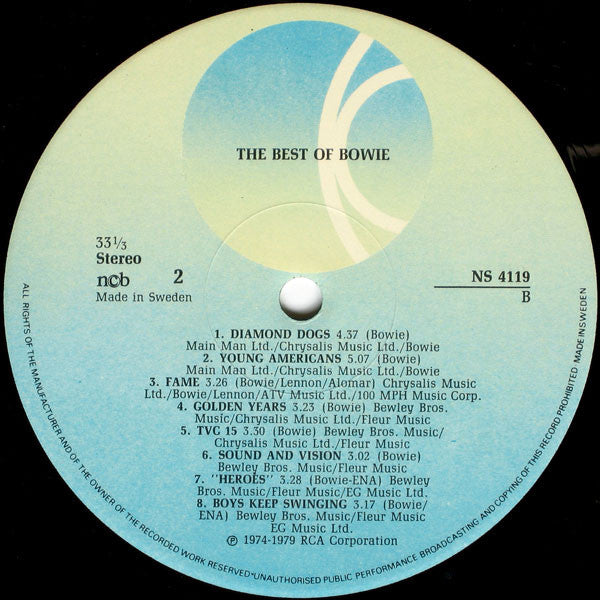 THE BEST OF BOWIE
33 1/3
Stereo
ncb 2
Made in Sweden
NS 4119
B
1. DIAMOND DOGS 4.37 (Bowie)
Main Man Ltd./Chrysalis Music Ltd./Bowie
2. YOUNG AMERICANS 5.07 (Bowie)
Main Man Ltd./Chrysalis Music Ltd./Bowie
3. FAME 3.26 (Bowie/Lennon/Alomar) Chrysalis Music
Ltd./Bowie/Lennon/ATV Music Ltd./100 MPH Music Corp.
4. GOLDEN YEARS 3.23 (Bowie) Bewley Bros.
Music/Chrysalis Music Ltd./Fleur Music
5. TVC 15 3.30 (Bowie) Bewley Bros. Music/
Chrysalis Music Ltd./Fleur Music
6. SOUND AND VISION 3.02 (Bowie)
Bewley Bros. Music/Fleur Music
7. "HEROES" 3.28 (Bowie-ENA) Bewley
Bros. Music/Fleur Music/EG Music Ltd.
8. BOYS KEEP SWINGING 3.17 (Bowie/
ENA) Bewley Bros. Music/Fleur Music
EG Music Ltd.
℗ 1974-1979 RCA Corporation
ALL RIGHTS OF THE MANUFACTURER AND OF THE OWNER OF THE RECORDED WORK RESERVED*UNAUTHORISED PUBLIC PERFORMANCE BROADCASTING AND COPYING OF THIS RECORD PROHIBITED. MADE IN SWEDEN